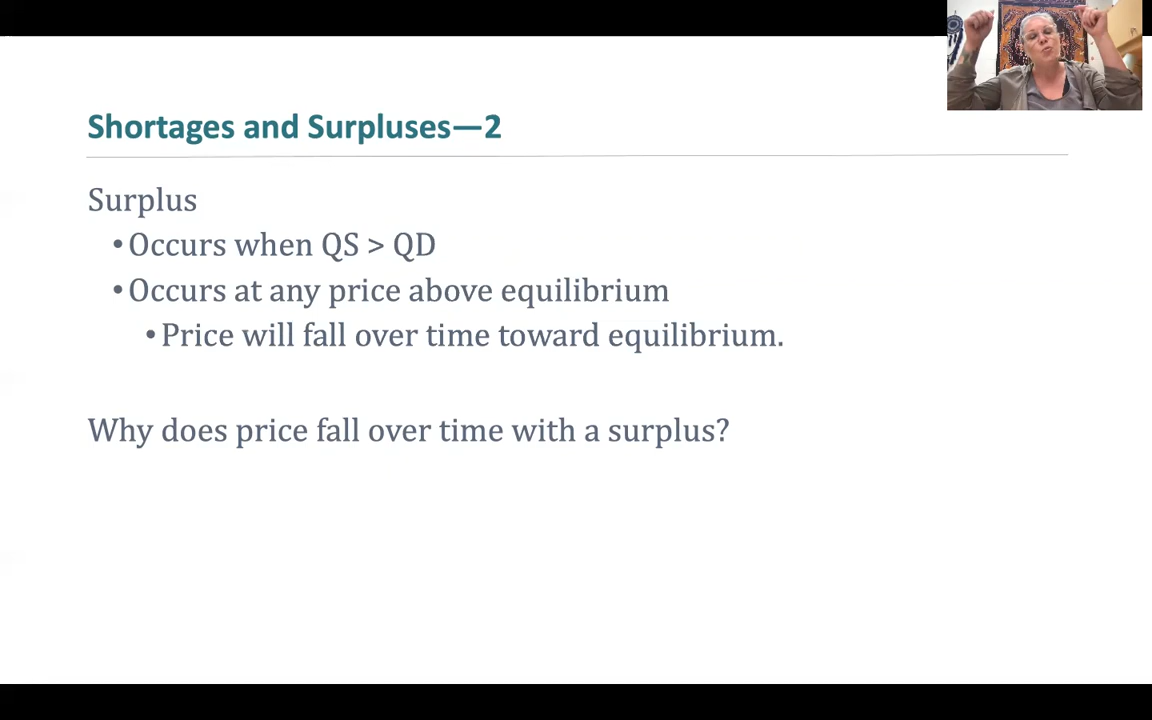 Shortages and Surpluses—2
Surplus
•Occurs when QS > QD
•Occurs at any price above equilibrium
•Price will fall over time toward equilibrium.
Why does price fall over time with a surplus?